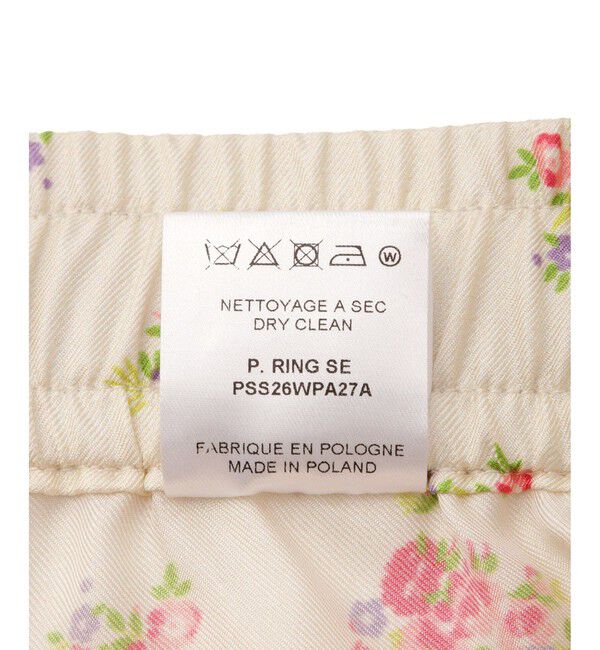 W
NETTOYAGE A SEC
DRY CLEAN
P. RING SE
PSS26WPA27A
FABRIQUE EN POLOGNE
MADE IN POLAND